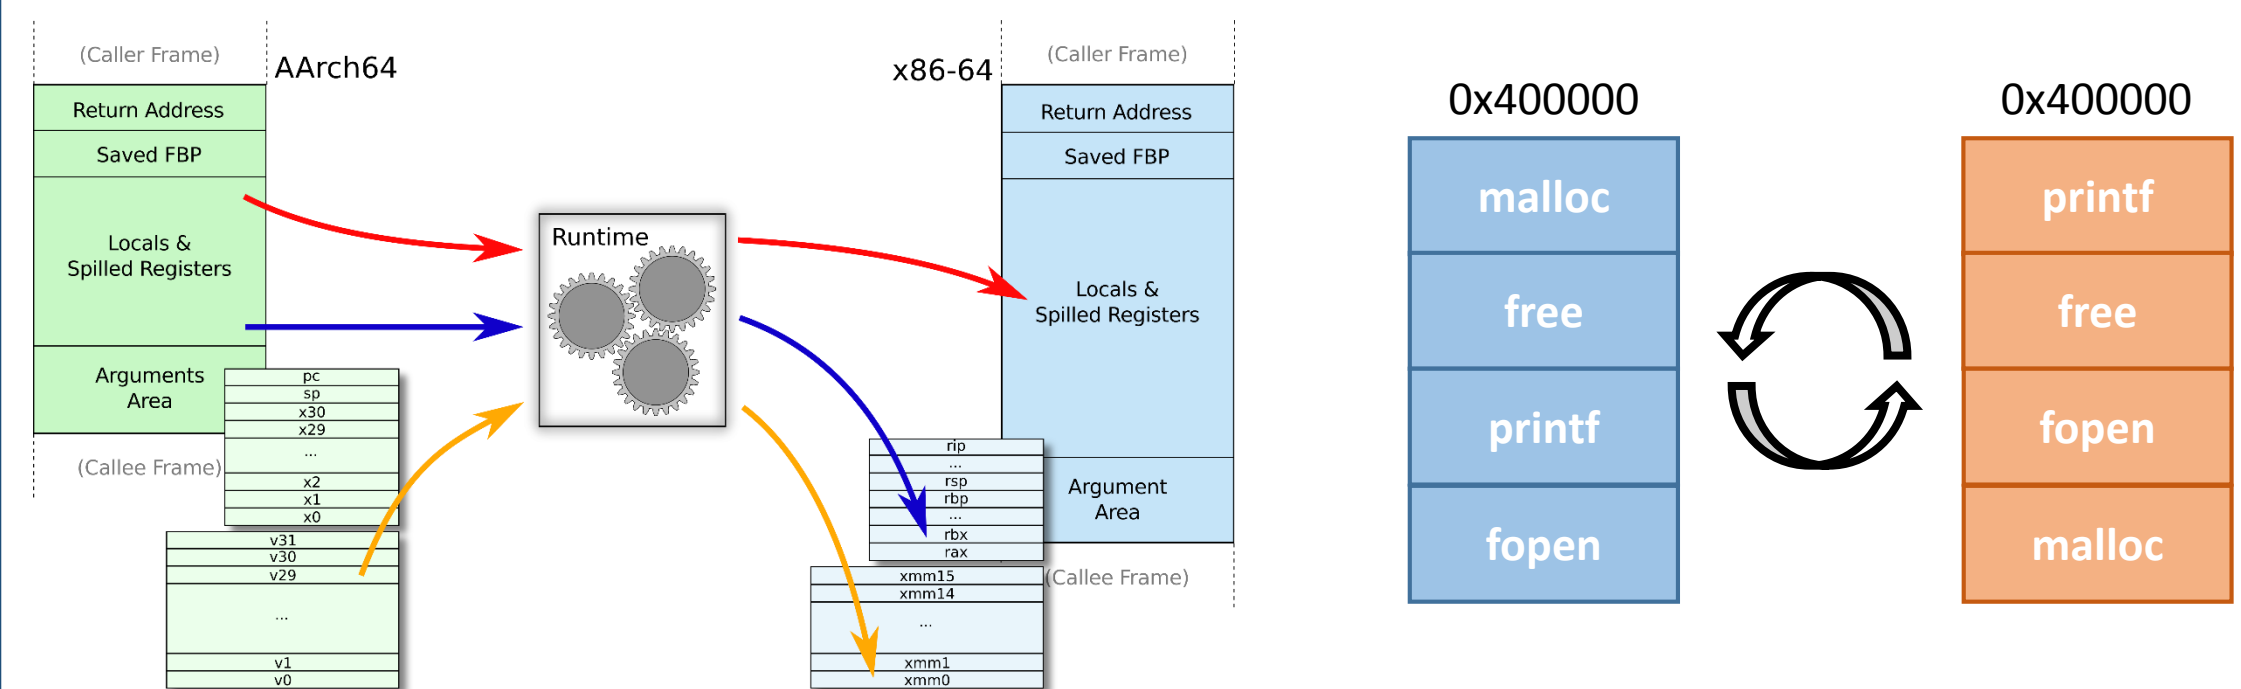 (Caller Frame)
AArch64
Return Address
Saved FBP
Locals &
Spilled Registers
Arguments
Area
(Callee Frame)
pc
sp
x30
x29
...
x2
x1
x0
v31
v30
v29
...
v1
v0
Runtime
(Caller Frame)
x86-64
Return Address
Saved FBP
Locals &
Spilled Registers
Argument
Area
(Callee Frame)
rip
...
rsp
rbp
...
rbx
rax
xmm15
xmm14
...
xmm1
xmm0
0x400000
malloc
free
printf
fopen
0x400000
printf
free
fopen
malloc